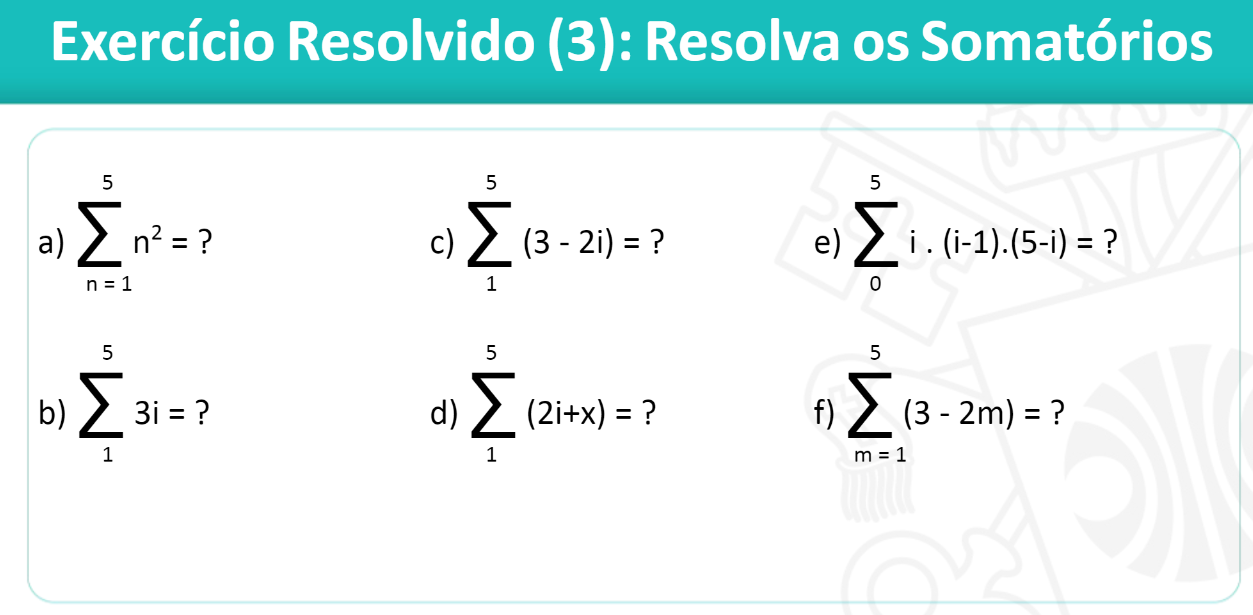 Exercício Resolvido (3): Resolva os Somatórios
5
a) ∑ n² = ?
n = 1
5
c) ∑ (3 - 2i) = ?
1
5
e) ∑ i . (i-1).(5-i) = ?
0
5
b) ∑ 3i = ?
1
5
d) ∑ (2i+x) = ?
1
5
f) ∑ (3 - 2m) = ?
m = 1